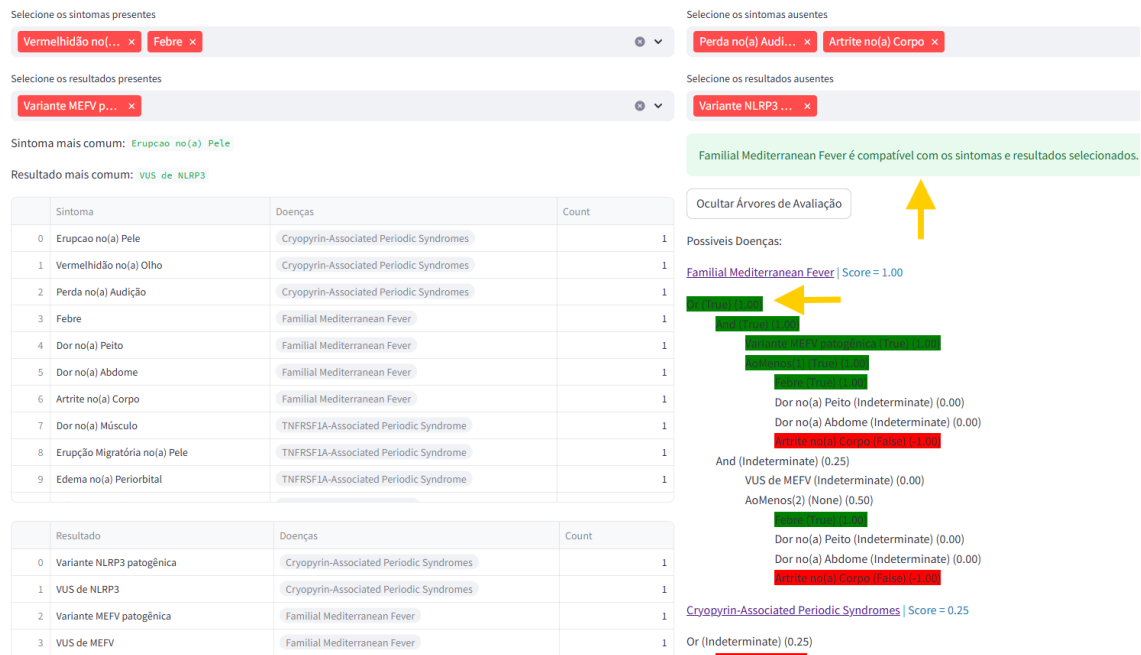 Selecione os sintomas presentes
Vermelhidão no(... × Febre ×
Selecione os resultados presentes
Variante MEFV p... ×
Sintoma mais comum: Erupcao no(a) Pele
Resultado mais comum: VUS de NLRP3
Sintoma Doenças Count
0 Erupcao no(a) Pele Cryopyrin-Associated Periodic Syndromes 1
1 Vermelhidão no(a) Olho Cryopyrin-Associated Periodic Syndromes 1
2 Perda no(a) Audição Cryopyrin-Associated Periodic Syndromes 1
3 Febre Familial Mediterranean Fever 1
4 Dor no(a) Peito Familial Mediterranean Fever 1
5 Dor no(a) Abdome Familial Mediterranean Fever 1
6 Artrite no(a) Corpo Familial Mediterranean Fever 1
7 Dor no(a) Músculo TNFRSF1A-Associated Periodic Syndrome 1
8 Erupção Migratória no(a) Pele TNFRSF1A-Associated Periodic Syndrome 1
9 Edema no(a) Periorbital TNFRSF1A-Associated Periodic Syndrome 1
Resultado Doenças Count
0 Variante NLRP3 patogênica Cryopyrin-Associated Periodic Syndromes 1
1 VUS de NLRP3 Cryopyrin-Associated Periodic Syndromes 1
2 Variante MEFV patogênica Familial Mediterranean Fever 1
3 VUS de MEFV Familial Mediterranean Fever 1
Selecione os sintomas ausentes
Perda no(a) Audi... × Artrite no(a) Corpo ×
Selecione os resultados ausentes
Variante NLRP3 ... ×
Familial Mediterranean Fever é compatível com os sintomas e resultados selecionados.
Ocultar Árvores de Avaliação
Possiveis Doenças:
Familial Mediterranean Fever | Score = 1.00
Or (True) (1.00)
And (True) (1.00)
Variante MEFV patogênica (True) (1.00)
AoMenos(1) (True) (1.00)
Febre (True) (1.00)
Dor no(a) Peito (Indeterminate) (0.00)
Dor no(a) Abdome (Indeterminate) (0.00)
Artrite no(a) Corpo (False) (-1.00)
And (Indeterminate) (0.25)
VUS de MEFV (Indeterminate) (0.00)
AoMenos(2) (None) (0.50)
Febre (True) (1.00)
Dor no(a) Peito (Indeterminate) (0.00)
Dor no(a) Abdome (Indeterminate) (0.00)
Artrite no(a) Corpo (False) (-1.00)
Cryopyrin-Associated Periodic Syndromes | Score = 0.25
Or (Indeterminate) (0.25)